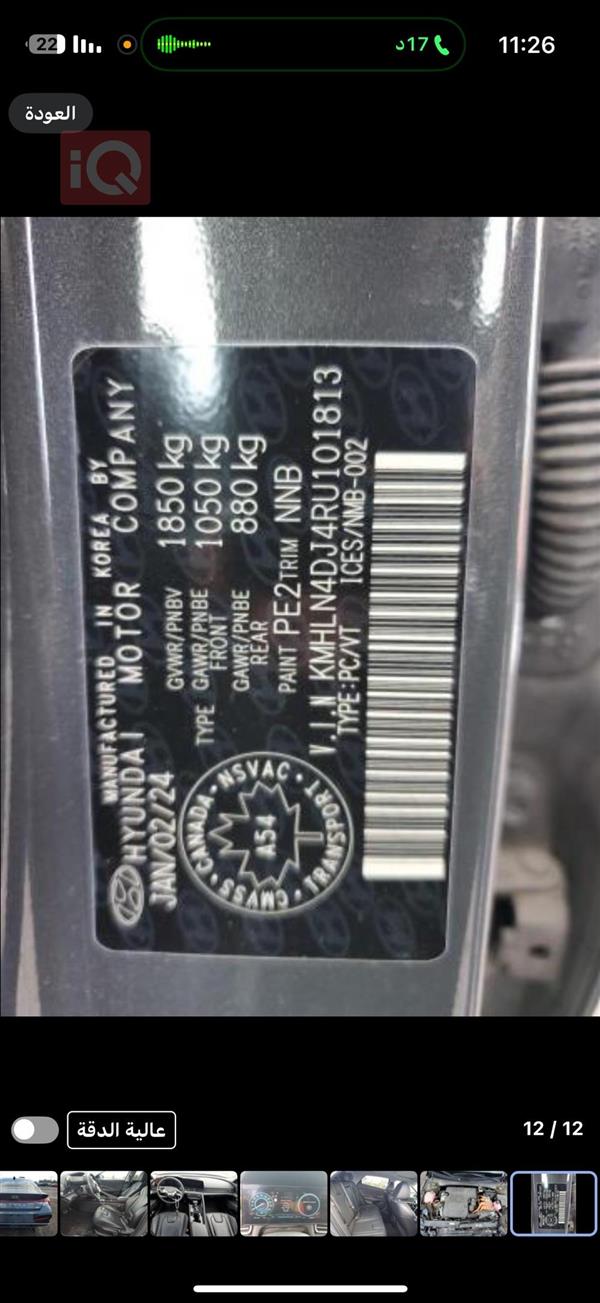 22
17د
11:26
العودة
iQ
MANUFACTURED IN KOREA BY
HYUNDAI MOTOR COMPANY
JAN/02/24
GVWR/PNBV 1850 kg
TYPE GAWR/PNBE FRONT 1050 kg
GAWR/PNBE REAR 880 kg
PAINT PE2 TRIM NNB
V.I.N KMHLN4DJ4RU101813
TYPE:PC/VT ICES/NMB-002
CANADA · NSVAC · TRANSPORT · CMVSS ·
A54
عالية الدقة
12 / 12